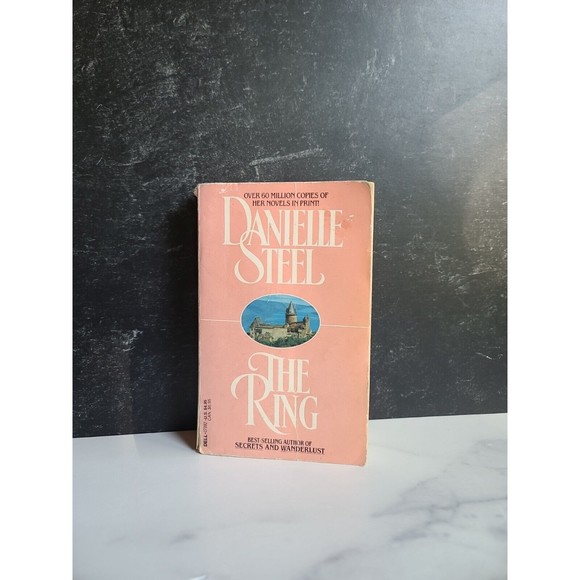 OVER 60 MILLION COPIES OF
HER NOVELS IN PRINT!
DANIELLE
STEEL
THE
RING
BEST-SELLING AUTHOR OF
SECRETS AND WANDERLUST
DELL